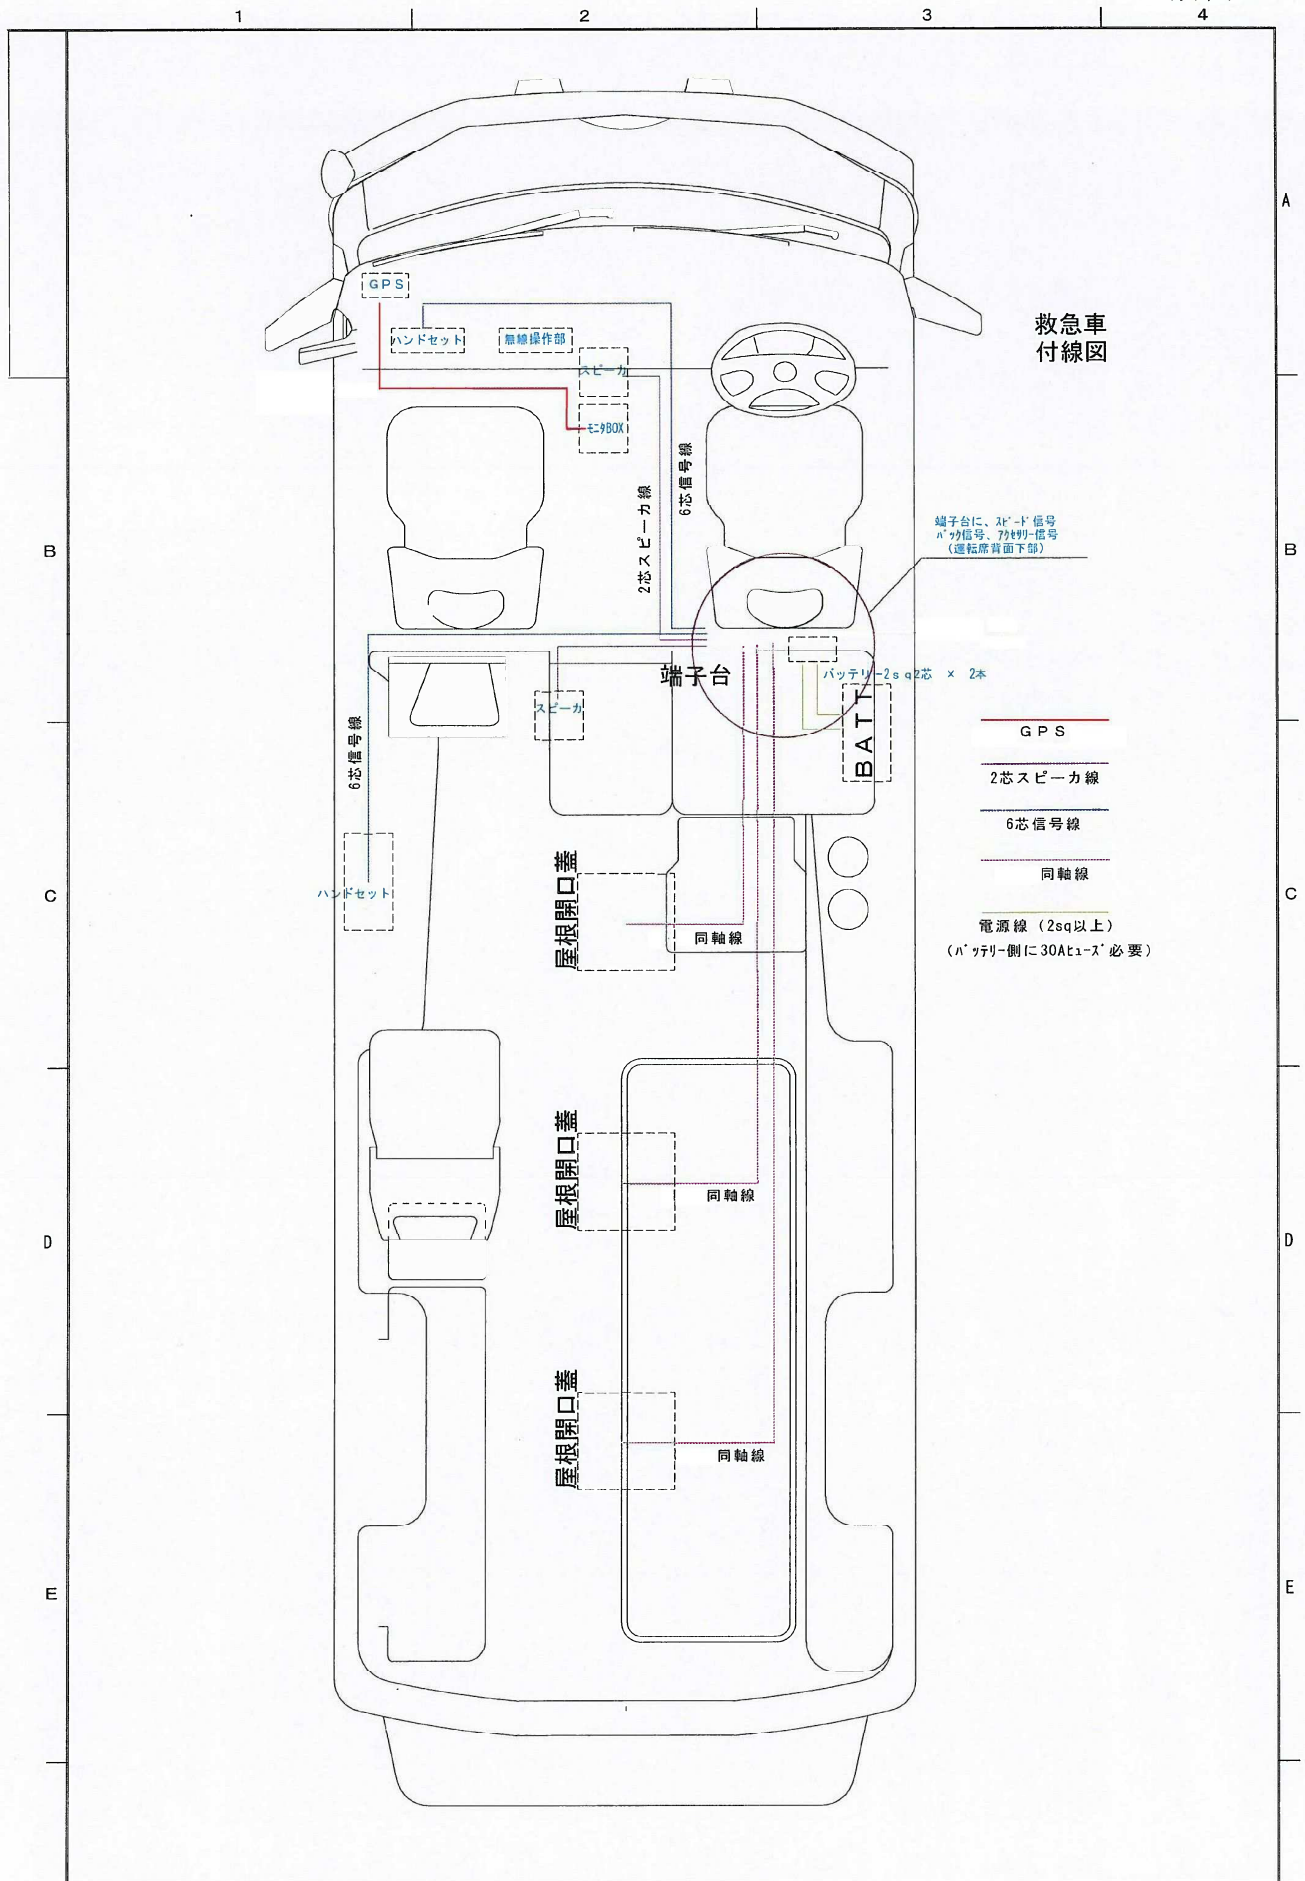 1
2
3
4
A
A
GPS
ハンドセット
無線操作部
スピーカ
モニタBOX
救急車
付線図
6芯信号線
2芯スピーカ線
B
B
端子台に、スピード信号
バック信号、アクセサリー信号
(運転席背面下部)
端子台
バッテリー2sq2芯 × 2本
スピーカ
BATT
6芯信号線
GPS
2芯スピーカ線
6芯信号線
同軸線
電源線(2sq以上)
(バッテリー側に30Aヒューズ必要)
C
C
ハンドセット
屋根開口蓋
同軸線
屋根開口蓋
同軸線
D
D
屋根開口蓋
同軸線
E
E